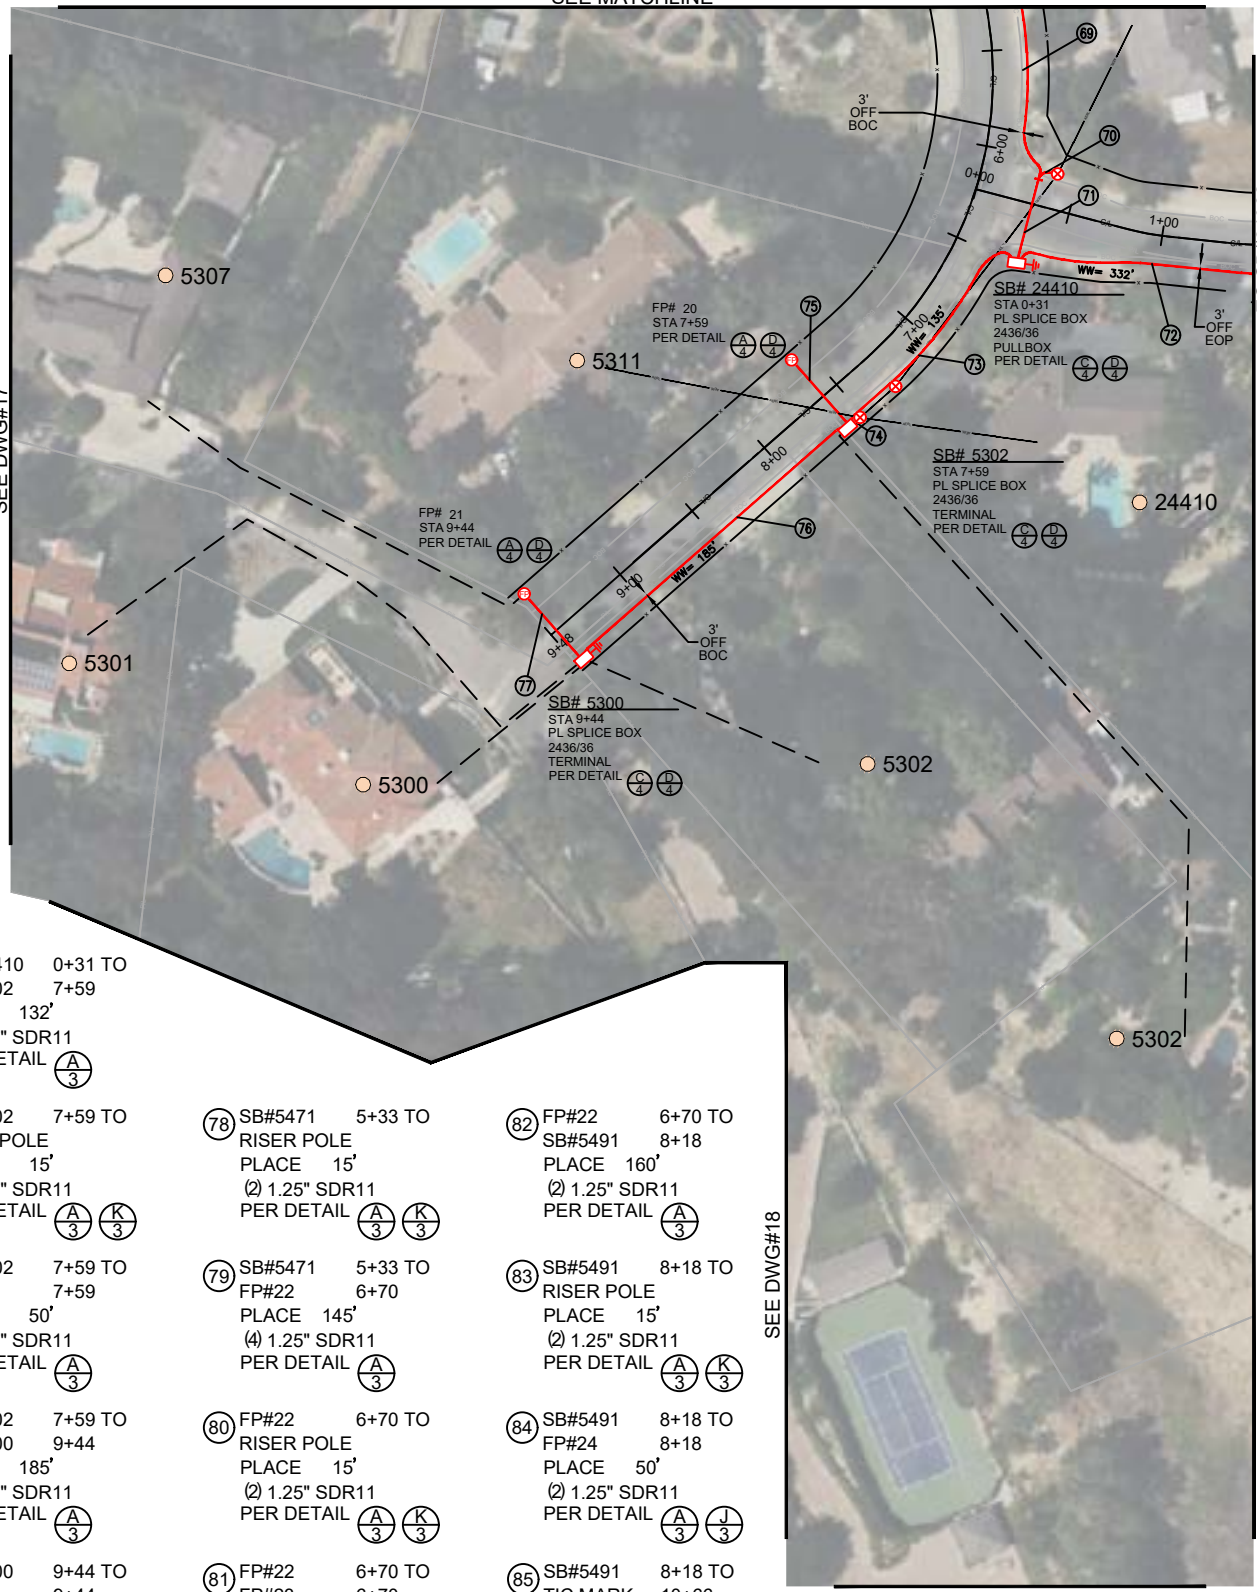 SEE MATCHLINE
SEE DWG#17
69
3'
OFF
BOC
70
6+00
0+00
71
1+00
5307
WW= 332'
SB# 24410
STA 0+31
PL SPLICE BOX
2436/36
PULLBOX
PER DETAIL C/4 D/4
72
3'
OFF
EOP
FP# 20
STA 7+59
PER DETAIL A/4 D/4
75
7+00
WW= 135'
73
5311
74
8+00
SB# 5302
STA 7+59
PL SPLICE BOX
2436/36
TERMINAL
PER DETAIL C/4 D/4
24410
FP# 21
STA 9+44
PER DETAIL A/4 D/4
76
WW= 185'
9+00
3'
OFF
BOC
9+48
77
5301
SB# 5300
STA 9+44
PL SPLICE BOX
2436/36
TERMINAL
PER DETAIL C/4 D/4
5300
5302
5302
410 0+31 TO
02 7+59
132'
" SDR11
ETAIL A/3
02 7+59 TO
POLE
15'
" SDR11
ETAIL A/3 K/3
02 7+59 TO
7+59
50'
" SDR11
ETAIL A/3
02 7+59 TO
00 9+44
185'
" SDR11
ETAIL A/3
00 9+44 TO
9+44
78 SB#5471 5+33 TO
RISER POLE
PLACE 15'
(2) 1.25" SDR11
PER DETAIL A/3 K/3
79 SB#5471 5+33 TO
FP#22 6+70
PLACE 145'
(4) 1.25" SDR11
PER DETAIL A/3
80 FP#22 6+70 TO
RISER POLE
PLACE 15'
(2) 1.25" SDR11
PER DETAIL A/3 K/3
81 FP#22 6+70 TO
82 FP#22 6+70 TO
SB#5491 8+18
PLACE 160'
(2) 1.25" SDR11
PER DETAIL A/3
83 SB#5491 8+18 TO
RISER POLE
PLACE 15'
(2) 1.25" SDR11
PER DETAIL A/3 K/3
84 SB#5491 8+18 TO
FP#24 8+18
PLACE 50'
(2) 1.25" SDR11
PER DETAIL A/3 J/3
85 SB#5491 8+18 TO
SEE DWG#18